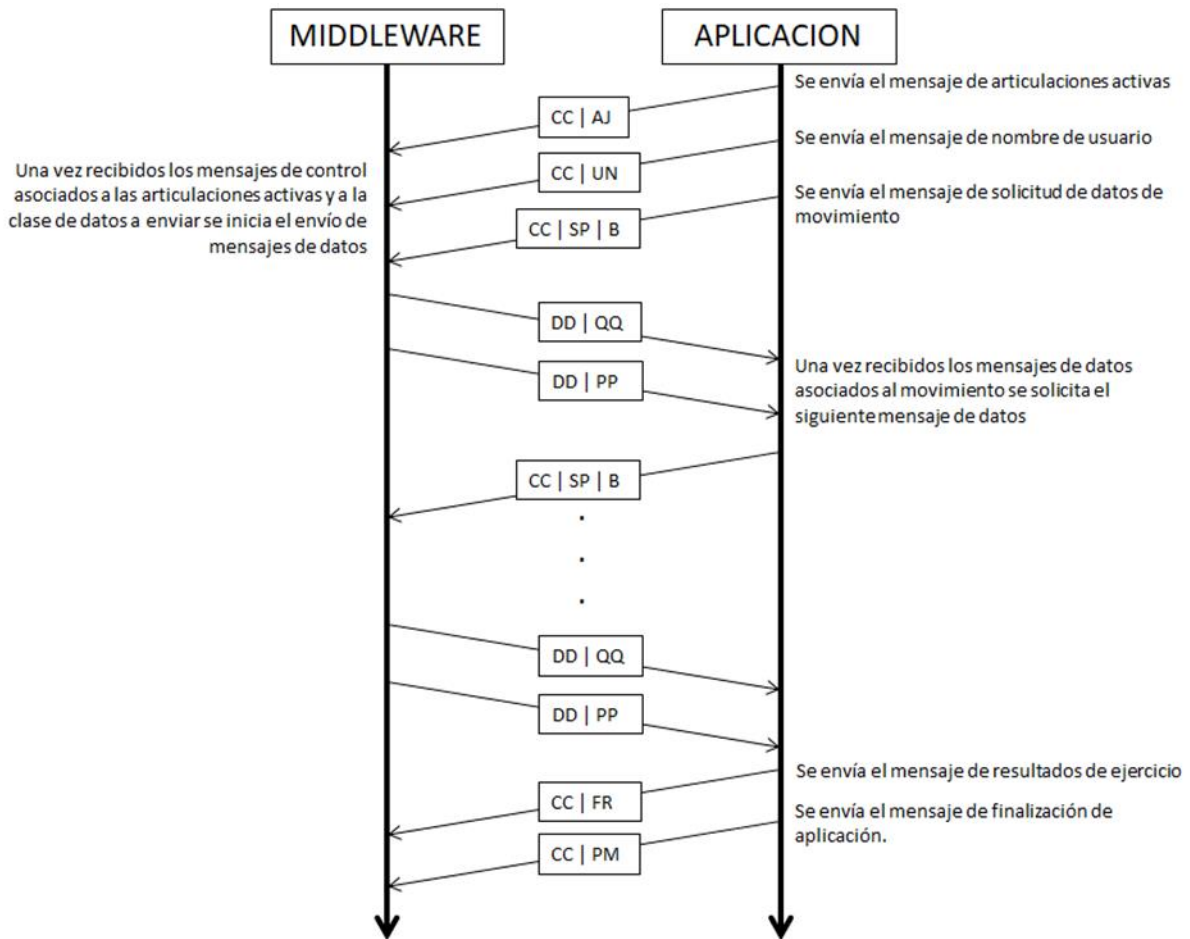 MIDDLEWARE
APLICACION
Se envía el mensaje de articulaciones activas
CC | AJ
Se envía el mensaje de nombre de usuario
CC | UN
Una vez recibidos los mensajes de control
asociados a las articulaciones activas y a la
clase de datos a enviar se inicia el envío de
mensajes de datos
Se envía el mensaje de solicitud de datos de
movimiento
CC | SP | B
DD | QQ
DD | PP
Una vez recibidos los mensajes de datos
asociados al movimiento se solicita el
siguiente mensaje de datos
CC | SP | B
.
.
.
DD | QQ
DD | PP
Se envía el mensaje de resultados de ejercicio
CC | FR
Se envía el mensaje de finalización de
aplicación.
CC | PM